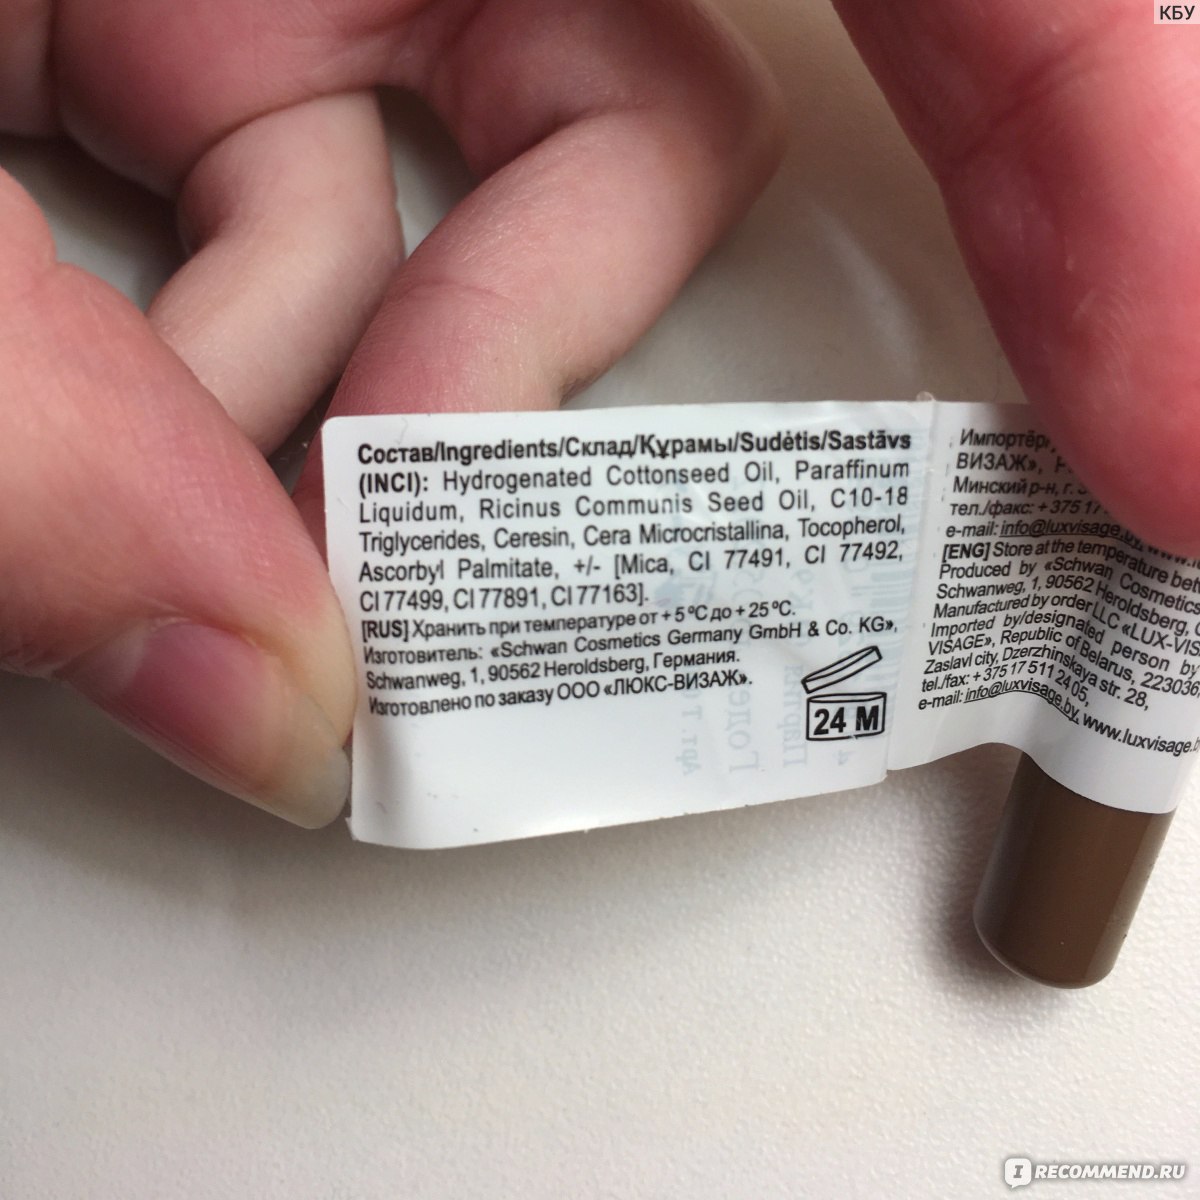 КБУ
Состав/Ingredients/Склад/Құрамы/Sudėtis/Sastāvs
(INCI): Hydrogenated Cottonseed Oil, Paraffinum
Liquidum, Ricinus Communis Seed Oil, C10-18
Triglycerides, Ceresin, Cera Microcristallina, Tocopherol,
Ascorbyl Palmitate, +/- [Mica, CI 77491, CI 77492,
CI 77499, CI 77891, CI 77163].
[RUS] Хранить при температуре от + 5 ºC до + 25 ºC.
Изготовитель: «Schwan Cosmetics Germany GmbH & Co. KG»,
Schwanweg, 1, 90562 Heroldsberg, Германия.
Изготовлено по заказу ООО «ЛЮКС-ВИЗАЖ».
24 M
Импортёр
ВИЗАЖ»,
Минский р-н, г.
тел./факс: + 375 17
e-mail: info@luxvisage.by,
[ENG] Store at the temperature
Produced by «Schwan Cosmetics
Schwanweg, 1, 90562 Heroldsberg,
Manufactured by order LLC «LUX-VIS
Imported by/designated person by
VISAGE», Republic of Belarus, 223036,
Zaslavl city, Dzerzhinskaya str. 28,
tel./fax: + 375 17 511 24 05,
e-mail: info@luxvisage.by, www.luxvisage.b
IRECOMMEND.RU